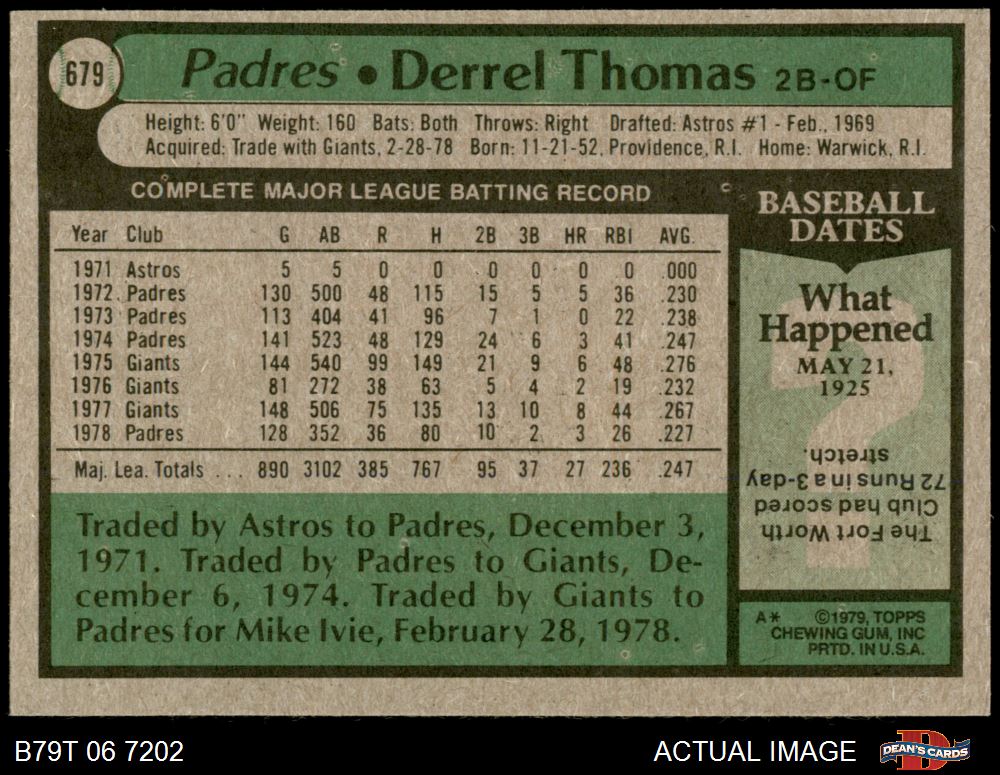 679
Padres • Derrel Thomas 2B-OF
Height: 6'0" Weight: 160 Bats: Both Throws: Right Drafted: Astros #1 - Feb., 1969
Acquired: Trade with Giants, 2-28-78 Born: 11-21-52, Providence, R.I. Home: Warwick, R.I.
COMPLETE MAJOR LEAGUE BATTING RECORD
Year Club G AB R H 2B 3B HR RBI AVG.
1971 Astros 5 5 0 0 0 0 0 0 .000
1972 Padres 130 500 48 115 15 5 5 36 .230
1973 Padres 113 404 41 96 7 1 0 22 .238
1974 Padres 141 523 48 129 24 6 3 41 .247
1975 Giants 144 540 99 149 21 9 6 48 .276
1976 Giants 81 272 38 63 5 4 2 19 .232
1977 Giants 148 506 75 135 13 10 8 44 .267
1978 Padres 128 352 36 80 10 2 3 26 .227
Maj. Lea. Totals ... 890 3102 385 767 95 37 27 236 .247
Traded by Astros to Padres, December 3,
1971. Traded by Padres to Giants, De-
cember 6, 1974. Traded by Giants to
Padres for Mike Ivie, February 28, 1978.
BASEBALL
DATES
What
Happened
MAY 21,
1925
?
The Fort Worth
Club had scored
72 Runs in a 3-day
stretch.
A* ©1979, TOPPS
CHEWING GUM, INC
PRTD. IN U.S.A.
B79T 06 7202
ACTUAL IMAGE
D
DEAN'S CARDS